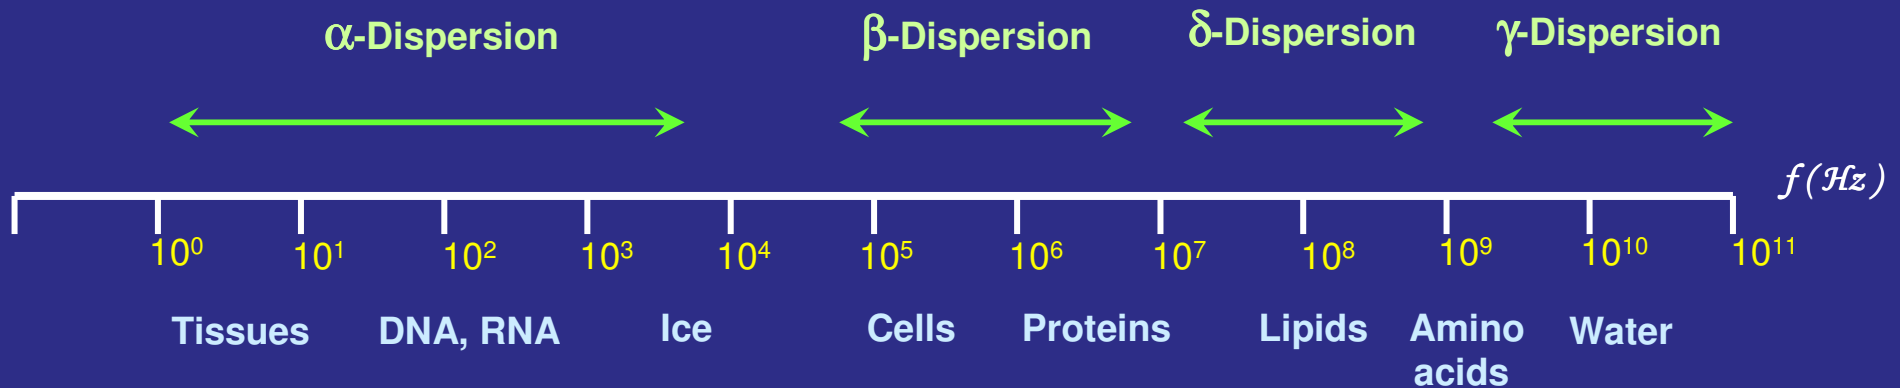 α-Dispersion β-Dispersion δ-Dispersion γ-Dispersion
f(Hz)
10⁰ 10¹ 10² 10³ 10⁴ 10⁵ 10⁶ 10⁷ 10⁸ 10⁹ 10¹⁰ 10¹¹
Tissues DNA, RNA Ice Cells Proteins Lipids Amino Water
acids